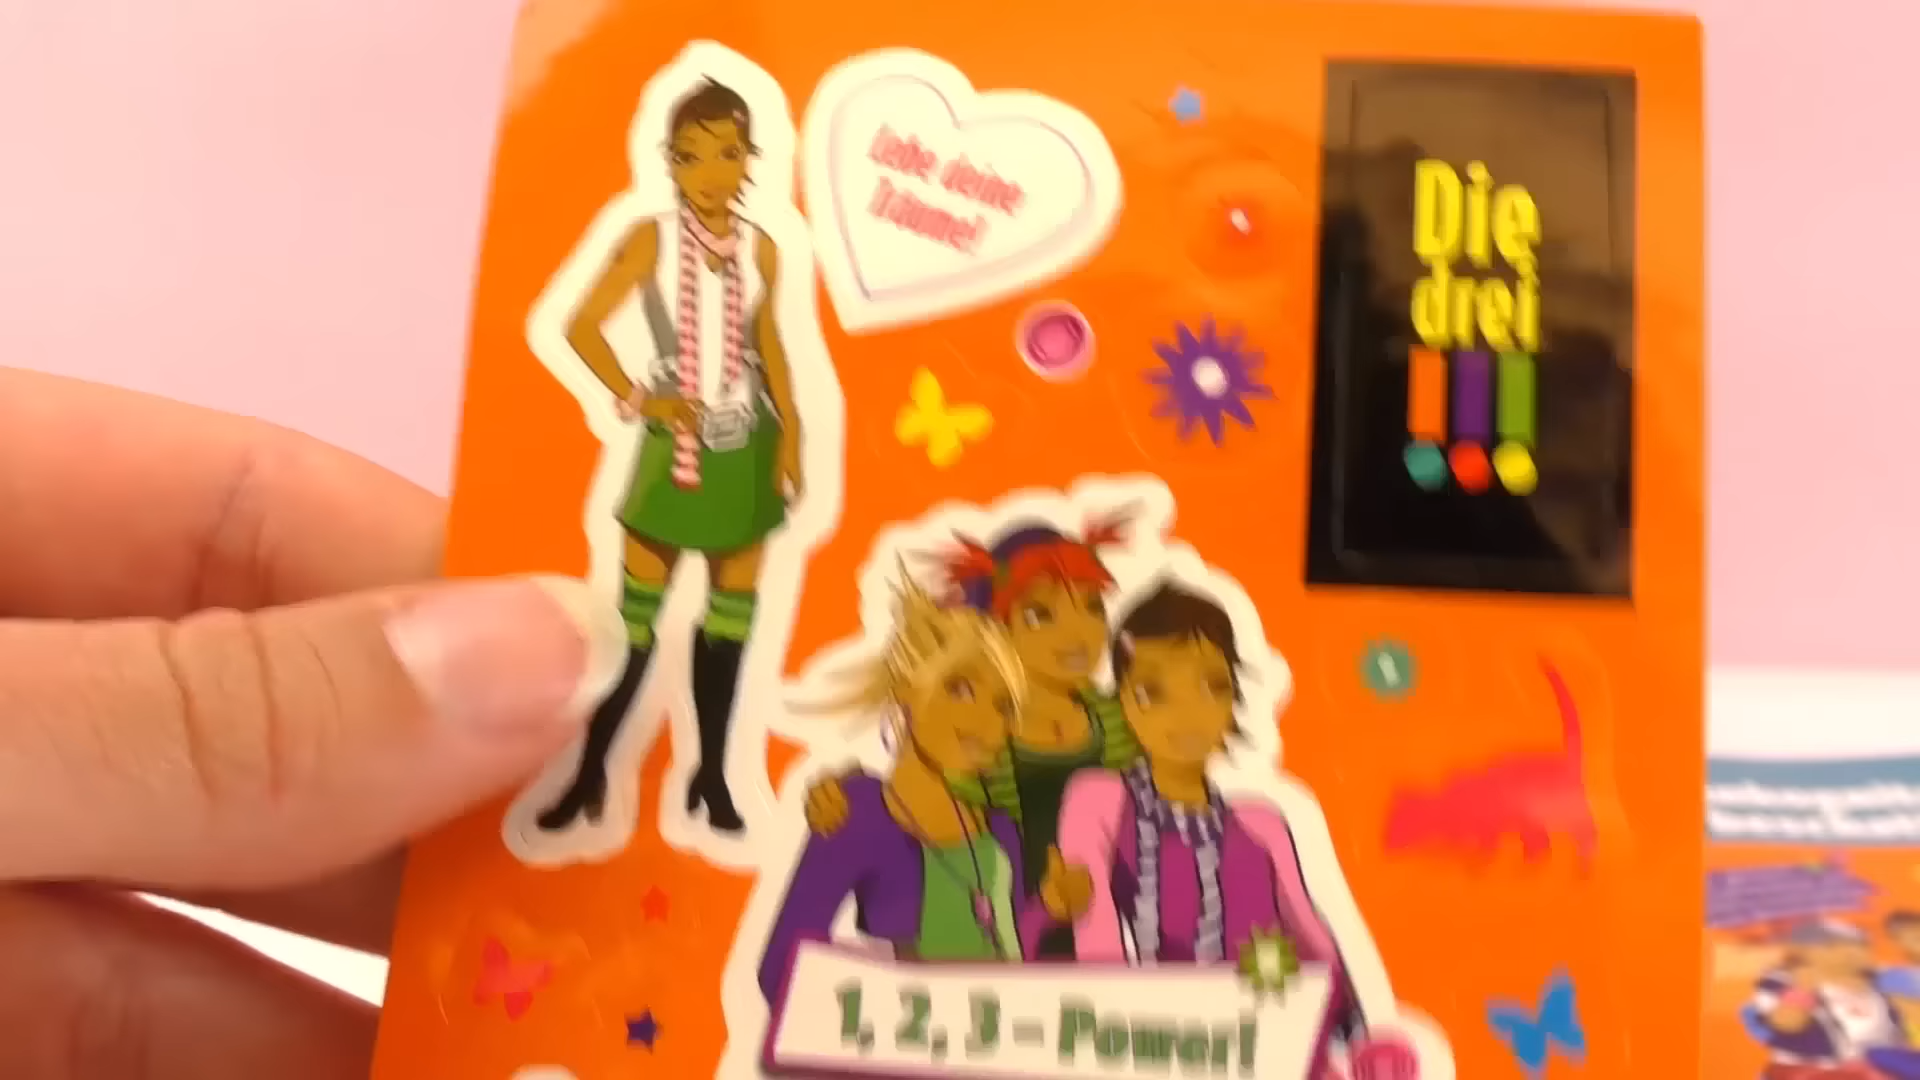 Lebe deine
Träume!
Die
drei
!!!
1, 2, 3 - Power!